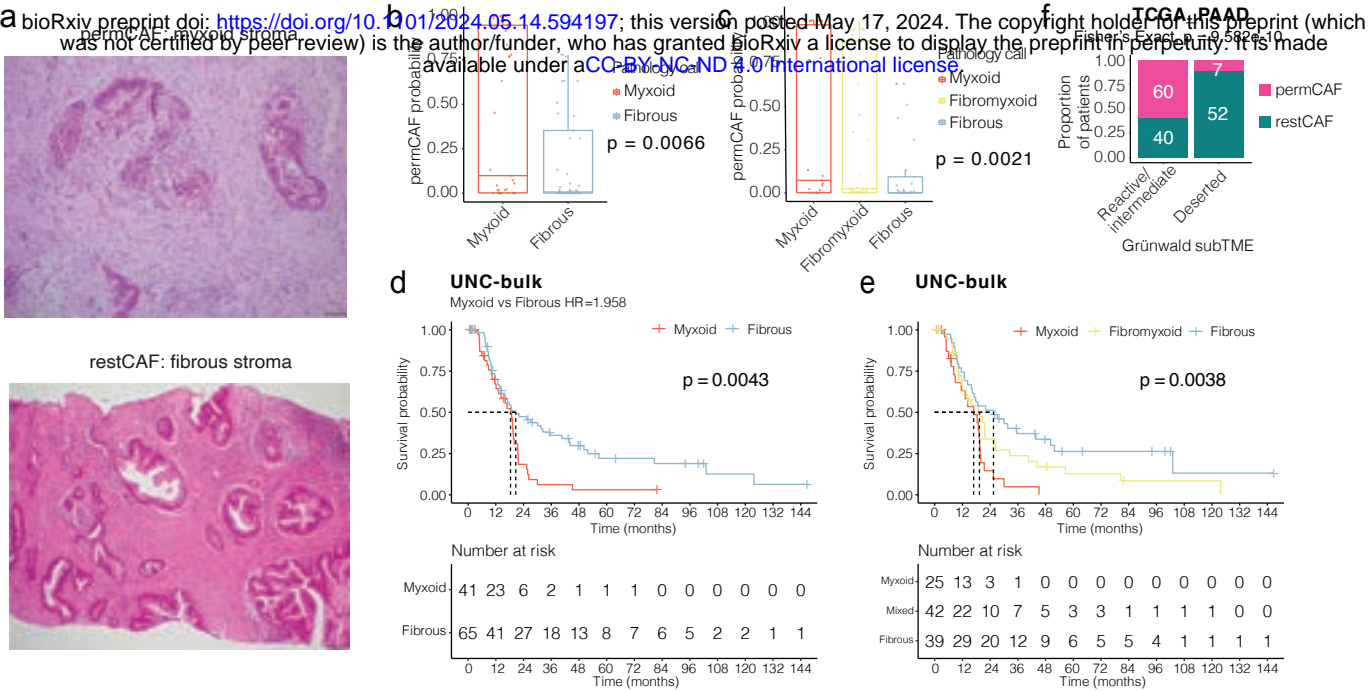 bioRxiv preprint doi: https://doi.org/10.1101/2024.05.14.594197; this version posted May 17, 2024. The copyright holder for this preprint (which
was not certified by peer review) is the author/funder, who has granted bioRxiv a license to display the preprint in perpetuity. It is made
available under aCC-BY-NC-ND 4.0 International license.
a
permCAF: myxoid stroma
restCAF: fibrous stroma
b
permCAF probability
1.00
0.75
0.50
0.25
0.00
Myxoid
Fibrous
Pathology call
Myxoid
Fibrous
p = 0.0066
c
permCAF probability
1.00
0.75
0.50
0.25
0.00
Myxoid
Fibromyxoid
Fibrous
Pathology call
Myxoid
Fibromyxoid
Fibrous
p = 0.0021
f
TCGA_PAAD
Fisher's Exact, p = 9.582e-10
Proportion
of patients
1.00
0.75
0.50
0.25
0.00
60
40
7
52
permCAF
restCAF
Reactive/
intermediate
Deserted
Grünwald subTME
d
UNC-bulk
Myxoid vs Fibrous HR=1.958
Myxoid
Fibrous
p = 0.0043
Survival probability
1.00
0.75
0.50
0.25
0.00
0 12 24 36 48 60 72 84 96 108 120 132 144
Time (months)
Number at risk
Myxoid 41 23 6 2 1 1 1 0 0 0 0 0 0
Fibrous 65 41 27 18 13 8 7 6 5 2 2 1 1
0 12 24 36 48 60 72 84 96 108 120 132 144
Time (months)
e
UNC-bulk
Myxoid
Fibromyxoid
Fibrous
p = 0.0038
Survival probability
1.00
0.75
0.50
0.25
0.00
0 12 24 36 48 60 72 84 96 108 120 132 144
Time (months)
Number at risk
Myxoid 25 13 3 1 0 0 0 0 0 0 0 0 0
Mixed 42 22 10 7 5 3 3 1 1 1 1 0 0
Fibrous 39 29 20 12 9 6 5 5 4 1 1 1 1
0 12 24 36 48 60 72 84 96 108 120 132 144
Time (months)